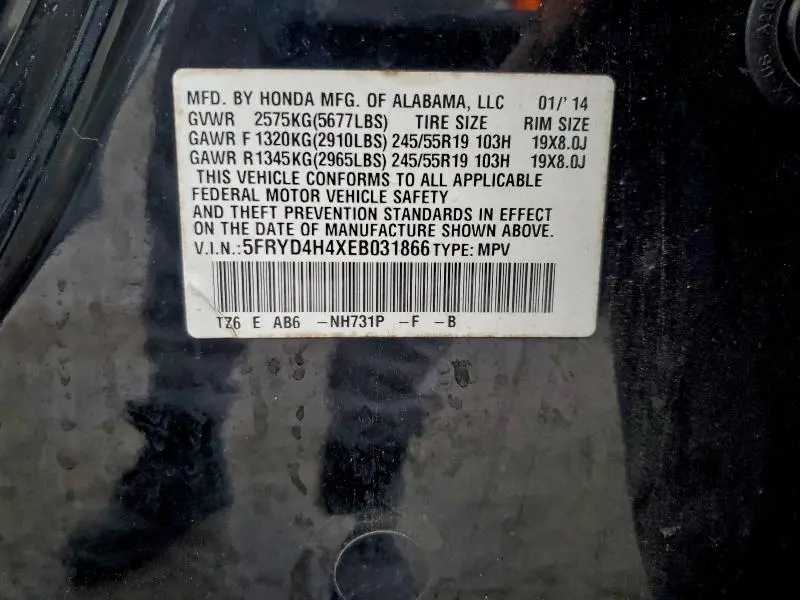 MFD. BY HONDA MFG. OF ALABAMA, LLC 01/'14
GVWR 2575KG(5677LBS) TIRE SIZE RIM SIZE
GAWR F 1320KG(2910LBS) 245/55R19 103H 19X8.0J
GAWR R1345KG(2965LBS) 245/55R19 103H 19X8.0J
THIS VEHICLE CONFORMS TO ALL APPLICABLE
FEDERAL MOTOR VEHICLE SAFETY
AND THEFT PREVENTION STANDARDS IN EFFECT
ON THE DATE OF MANUFACTURE SHOWN ABOVE.
V.I.N.: 5FRYD4H4XEB031866 TYPE: MPV
TZ6 E AB6 -NH731P -F -B